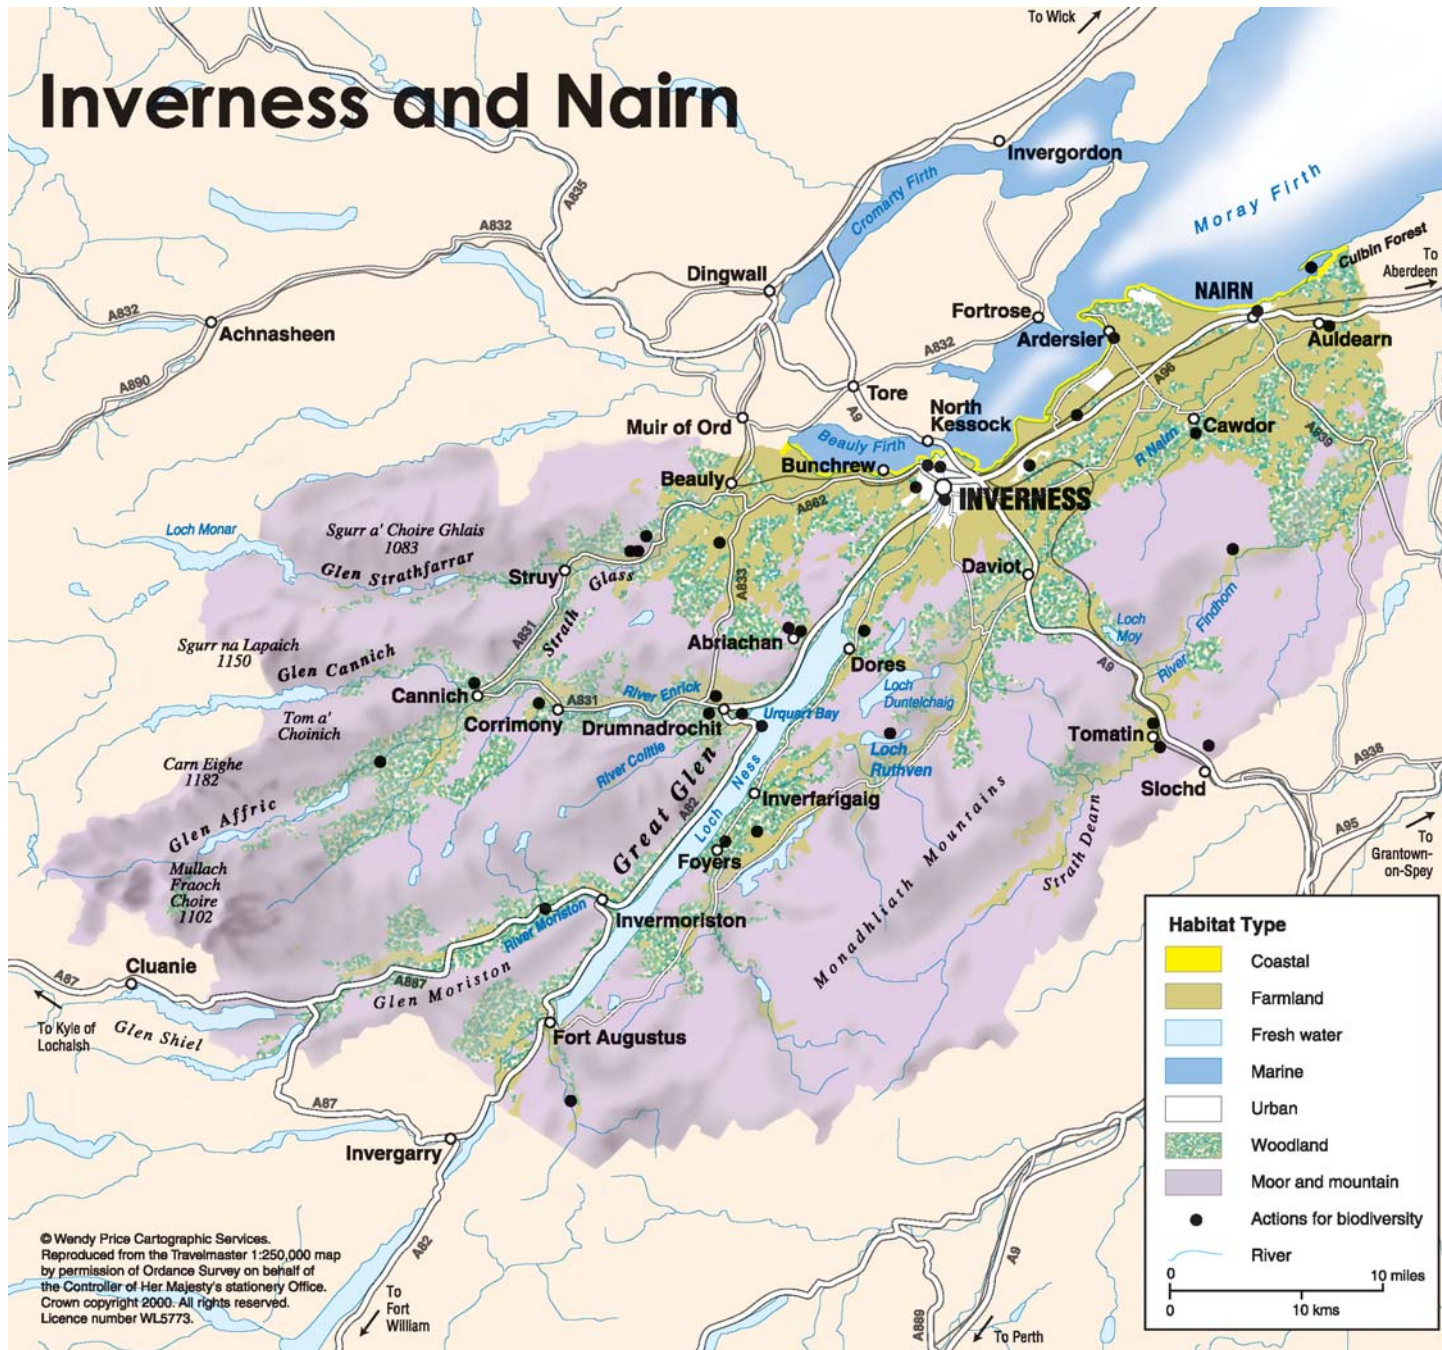 To Wick
Inverness and Nairn
Invergordon
Cromarty Firth
Moray Firth
A835
A832
Culbin Forest
To
Aberdeen
Dingwall
NAIRN
Fortrose
Ardersier
Auldearn
A832
Achnasheen
A832
A96
A890
Tore
A9
North
Kessock
Muir of Ord
Beauly Firth
Cawdor
R Nairn
A939
Bunchrew
Beauly
A862
INVERNESS
Loch Monar
Sgurr a' Choire Ghlais
1083
Glen Strathfarrar
Struy
Strath Glass
A833
Daviot
Loch
Moy
River Findhorn
A831
Abriachan
Dores
Sgurr na Lapaich
1150
Glen Cannich
Cannich
A831
River Enrick
Loch
Duntelchaig
A9
Corrimony
Drumnadrochit
Urquart Bay
Tom a'
Choinich
River Coiltie
Loch
Ruthven
Tomatin
Carn Eighe
1182
Great Glen
A82
Loch Ness
Inverfarigaig
Slochd
A938
Glen Affric
Foyers
Monadhliath Mountains
Strath Dearn
A95
To
Grantown-
on-Spey
Mullach
Fraoch
Choire
1102
River Moriston
Invermoriston
Cluanie
A87
A887
Glen Moriston
To Kyle of
Lochalsh
Glen Shiel
Fort Augustus
A87
Invergarry
A82
To
Fort
William
A889
A9
To Perth
Habitat Type
Coastal
Farmland
Fresh water
Marine
Urban
Woodland
Moor and mountain
Actions for biodiversity
River
0 10 miles
0 10 kms
© Wendy Price Cartographic Services.
Reproduced from the Travelmaster 1:250,000 map
by permission of Ordance Survey on behalf of
the Controller of Her Majesty's stationery Office.
Crown copyright 2000. All rights reserved.
Licence number WL5773.